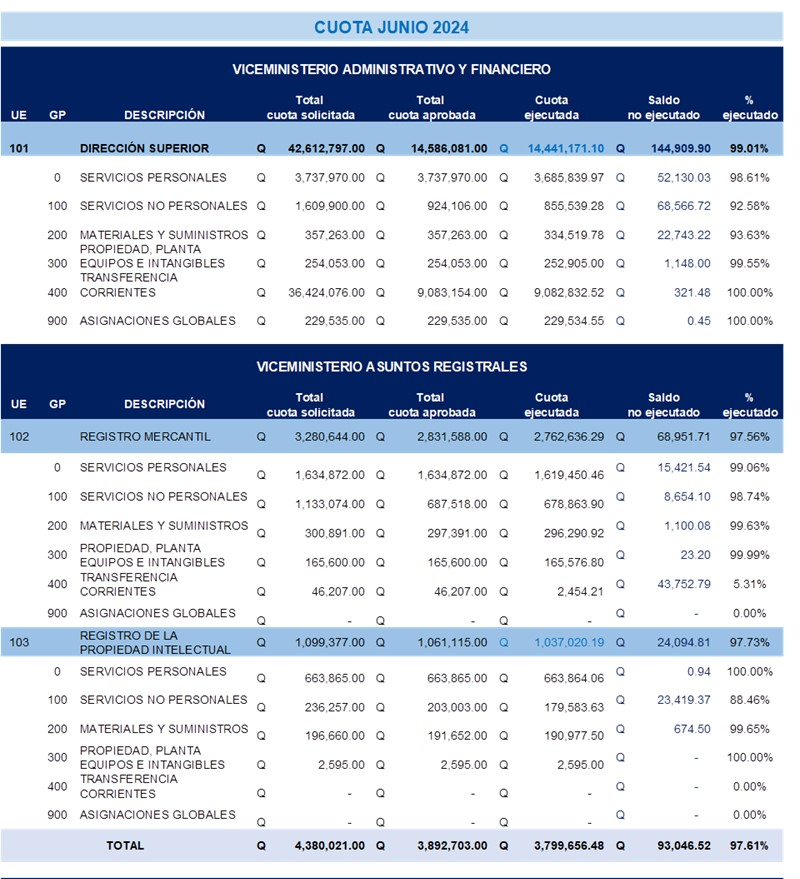 CUOTA JUNIO 2024
VICEMINISTERIO ADMINISTRATIVO Y FINANCIERO
UE GP DESCRIPCIÓN Total cuota solicitada Total cuota aprobada Cuota ejecutada Saldo no ejecutado % ejecutado
101 DIRECCIÓN SUPERIOR Q 42,612,797.00 Q 14,586,081.00 Q 14,441,171.10 Q 144,909.90 99.01%
0 SERVICIOS PERSONALES Q 3,737,970.00 Q 3,737,970.00 Q 3,685,839.97 Q 52,130.03 98.61%
100 SERVICIOS NO PERSONALES Q 1,609,900.00 Q 924,106.00 Q 855,539.28 Q 68,566.72 92.58%
200 MATERIALES Y SUMINISTROS Q 357,263.00 Q 357,263.00 Q 334,519.78 Q 22,743.22 93.63%
PROPIEDAD, PLANTA
300 EQUIPOS E INTANGIBLES Q 254,053.00 Q 254,053.00 Q 252,905.00 Q 1,148.00 99.55%
TRANSFERENCIA
400 CORRIENTES Q 36,424,076.00 Q 9,083,154.00 Q 9,082,832.52 Q 321.48 100.00%
900 ASIGNACIONES GLOBALES Q 229,535.00 Q 229,535.00 Q 229,534.55 Q 0.45 100.00%
VICEMINISTERIO ASUNTOS REGISTRALES
UE GP DESCRIPCIÓN Total cuota solicitada Total cuota aprobada Cuota ejecutada Saldo no ejecutado % ejecutado
102 REGISTRO MERCANTIL Q 3,280,644.00 Q 2,831,588.00 Q 2,762,636.29 Q 68,951.71 97.56%
0 SERVICIOS PERSONALES Q 1,634,872.00 Q 1,634,872.00 Q 1,619,450.46 Q 15,421.54 99.06%
100 SERVICIOS NO PERSONALES Q 1,133,074.00 Q 687,518.00 Q 678,863.90 Q 8,654.10 98.74%
200 MATERIALES Y SUMINISTROS Q 300,891.00 Q 297,391.00 Q 296,290.92 Q 1,100.08 99.63%
300 PROPIEDAD, PLANTA
EQUIPOS E INTANGIBLES Q 165,600.00 Q 165,600.00 Q 165,576.80 Q 23.20 99.99%
400 TRANSFERENCIA
CORRIENTES Q 46,207.00 Q 46,207.00 Q 2,454.21 Q 43,752.79 5.31%
900 ASIGNACIONES GLOBALES Q - Q - Q - Q - 0.00%
103 REGISTRO DE LA
PROPIEDAD INTELECTUAL Q 1,099,377.00 Q 1,061,115.00 Q 1,037,020.19 Q 24,094.81 97.73%
0 SERVICIOS PERSONALES Q 663,865.00 Q 663,865.00 Q 663,864.06 Q 0.94 100.00%
100 SERVICIOS NO PERSONALES Q 236,257.00 Q 203,003.00 Q 179,583.63 Q 23,419.37 88.46%
200 MATERIALES Y SUMINISTROS Q 196,660.00 Q 191,652.00 Q 190,977.50 Q 674.50 99.65%
300 PROPIEDAD, PLANTA
EQUIPOS E INTANGIBLES Q 2,595.00 Q 2,595.00 Q 2,595.00 Q - 100.00%
400 TRANSFERENCIA
CORRIENTES Q - Q - Q - Q - 0.00%
900 ASIGNACIONES GLOBALES Q - Q - Q - Q - 0.00%
TOTAL Q 4,380,021.00 Q 3,892,703.00 Q 3,799,656.48 Q 93,046.52 97.61%